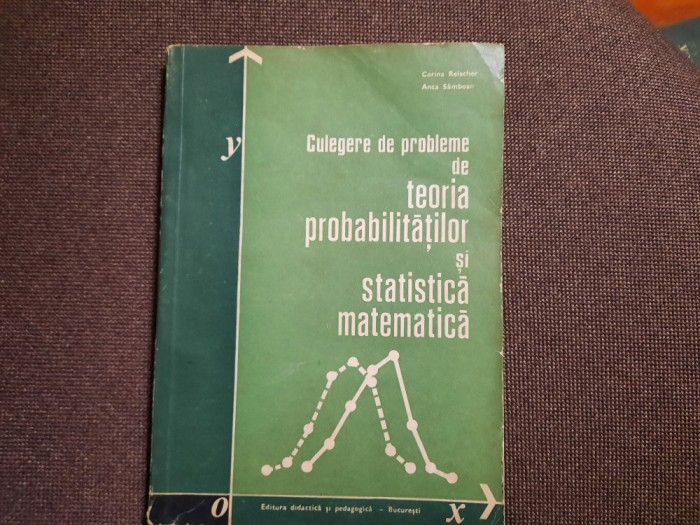 Corina Reischer
Anca Sâmboan
y
Culegere de probleme
de
teoria
probabilităților
și
statistică
matematică
o
Editura didactică și pedagogică - București
x